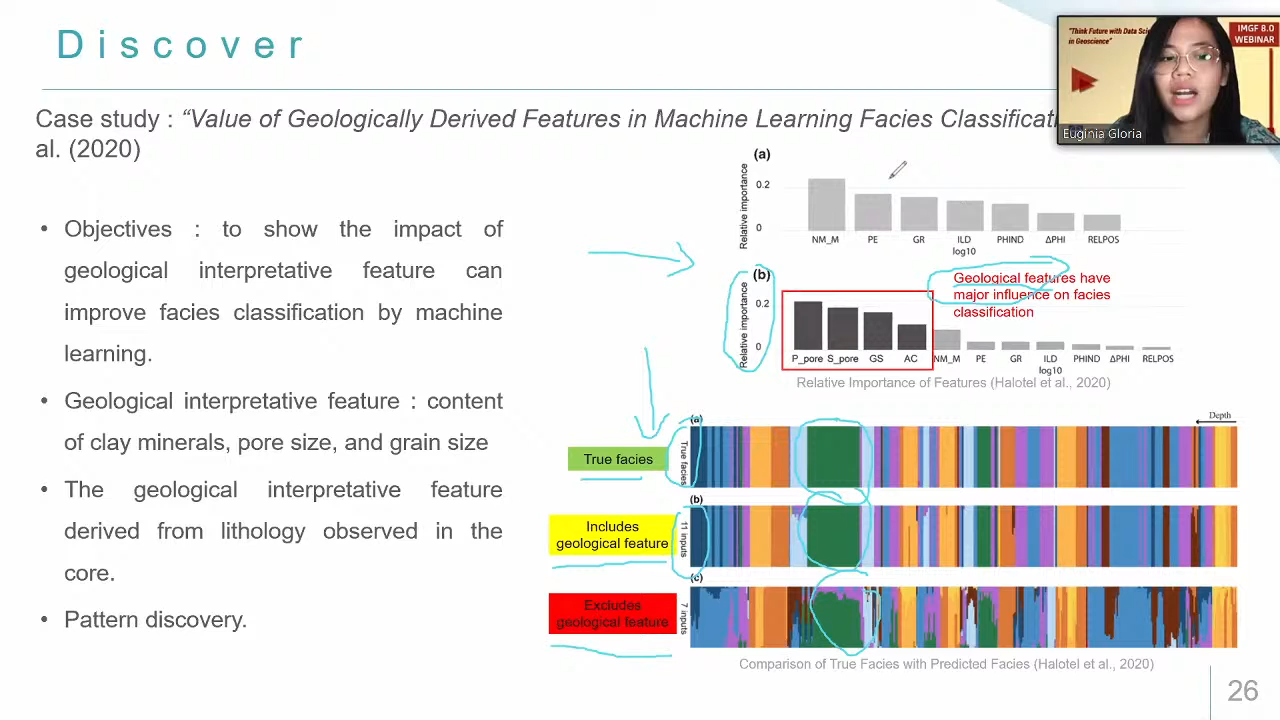 Discover
"Think Future with Data Sci
in Geoscience"
IMGF 8.0
WEBINAR
Case study : “Value of Geologically Derived Features in Machine Learning Facies Classificati
al. (2020)
Euginia Gloria
• Objectives : to show the impact of
geological interpretative feature can
improve facies classification by machine
learning.
• Geological interpretative feature : content
of clay minerals, pore size, and grain size
• The geological interpretative feature
derived from lithology observed in the
core.
• Pattern discovery.
(a)
Relative importance
0.2
0
NM_M PE GR ILD PHIND ΔPHI RELPOS
log10
(b)
Relative importance
0.2
0
Geological features have
major influence on facies
classification
P_pore S_pore GS AC NM_M PE GR ILD PHIND ΔPHI RELPOS
log10
Relative Importance of Features (Halotel et al., 2020)
(a)
Depth
True facies
True facies
(b)
Includes
geological feature
11 inputs
(c)
Excludes
geological feature
7 inputs
Comparison of True Facies with Predicted Facies (Halotel et al., 2020)
26